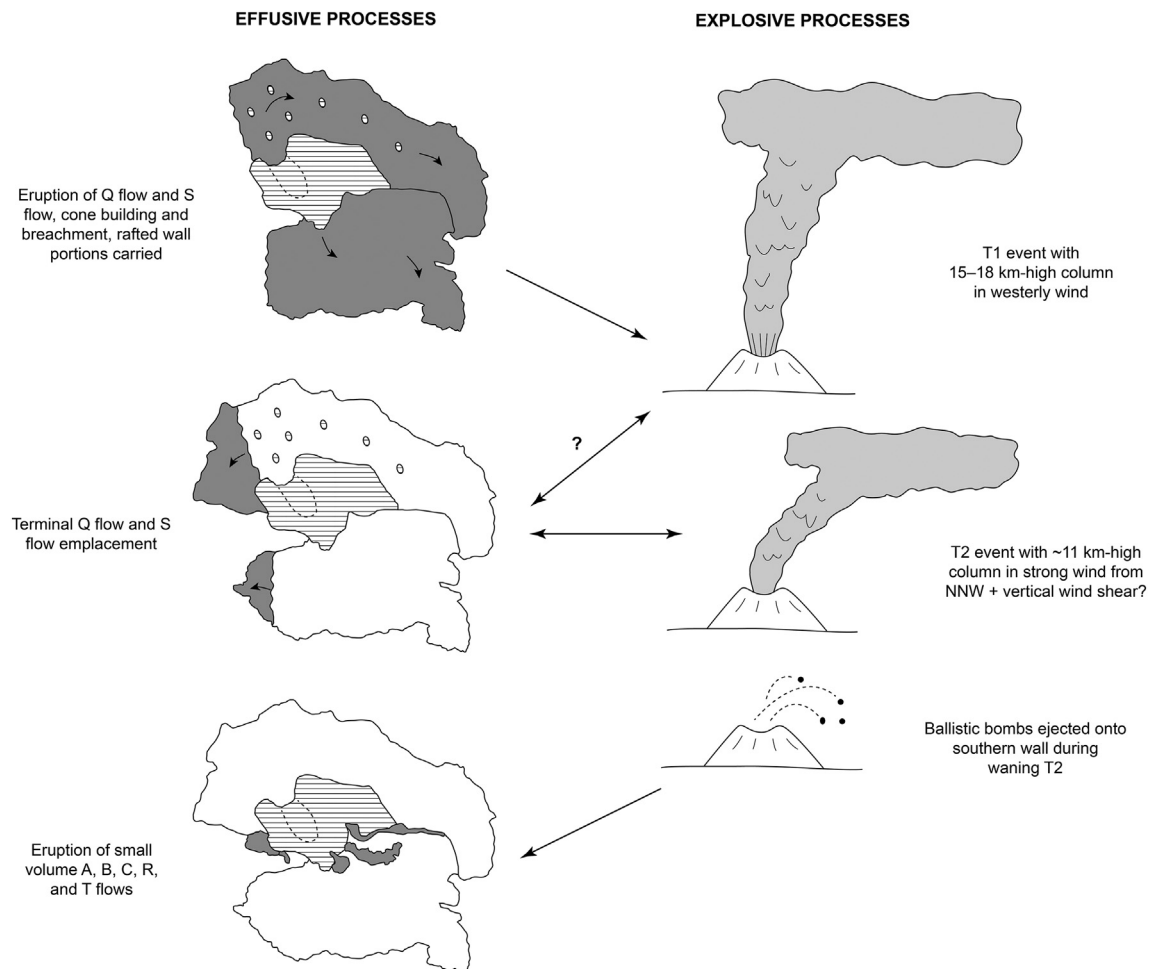 EFFUSIVE PROCESSES
EXPLOSIVE PROCESSES
Eruption of Q flow and S
flow, cone building and
breachment, rafted wall
portions carried
T1 event with
15–18 km-high column
in westerly wind
?
Terminal Q flow and S
flow emplacement
T2 event with ~11 km-high
column in strong wind from
NNW + vertical wind shear?
Ballistic bombs ejected onto
southern wall during
waning T2
Eruption of small
volume A, B, C, R,
and T flows